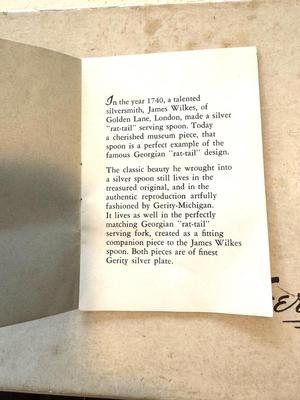 In the year 1740, a talented
silversmith, James Wilkes, of
Golden Lane, London, made a silver
"rat-tail" serving spoon. Today
a cherished museum piece, that
spoon is a perfect example of the
famous Georgian "rat-tail" design.
The classic beauty he wrought into
a silver spoon still lives in the
treasured original, and in the
authentic reproduction artfully
fashioned by Gerity-Michigan.
It lives as well in the perfectly
matching Georgian "rat-tail"
serving fork, created as a fitting
companion piece to the James Wilkes
spoon. Both pieces are of finest
Gerity silver plate.